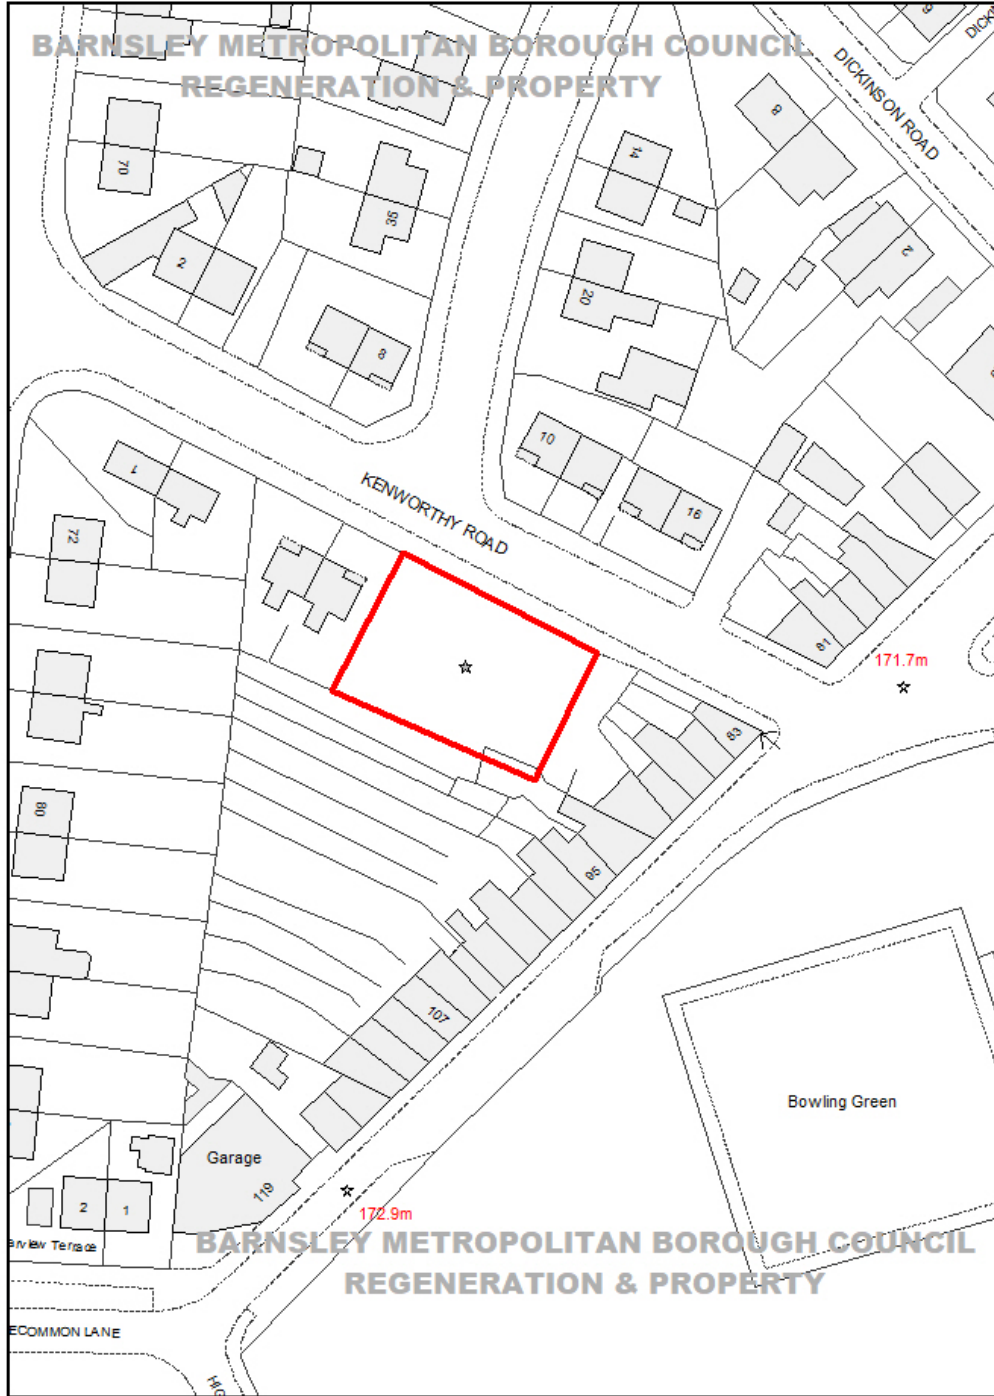 BARNSLEY METROPOLITAN BOROUGH COUNCIL
REGENERATION & PROPERTY
DICKINSON ROAD
70
36
2
8
14
20
8
2
10
16
KENWORTHY ROAD
1
72
80
81
171.7m
83
95
107
Bowling Green
Garage
119
172.9m
2
1
Terrace
BARNSLEY METROPOLITAN BOROUGH COUNCIL
REGENERATION & PROPERTY
ECOMMON LANE